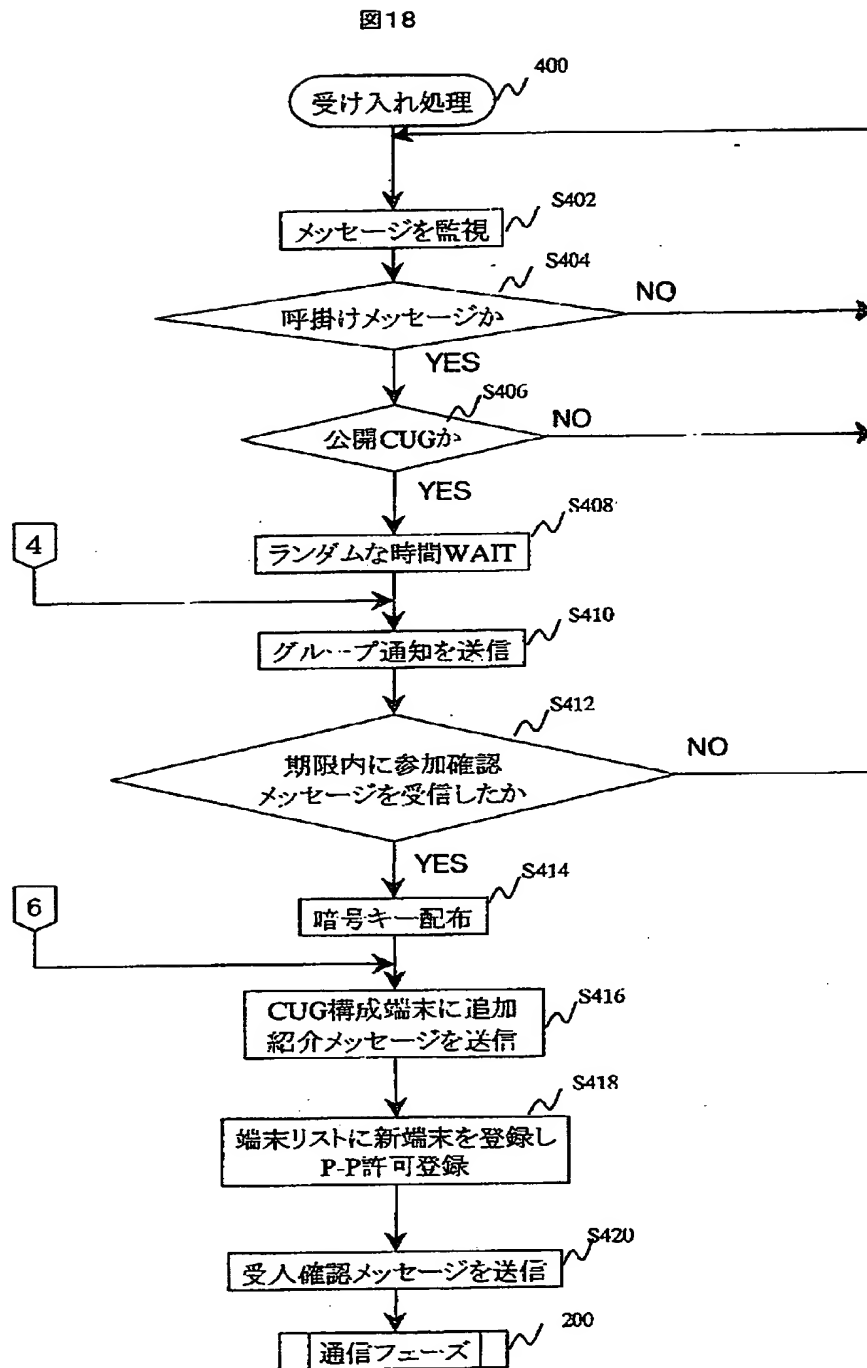 図18
400
受け入れ処理
S402
メッセージを監視
S404
呼掛けメッセージか
NO
YES
S406
公開CUGか
NO
YES
S408
4
ランダムな時間WAIT
S410
グループ通知を送信
S412
NO
期限内に参加確認
メッセージを受信したか
YES
S414
6
暗号キー配布
S416
CUG構成端末に追加
紹介メッセージを送信
S418
端末リストに新端末を登録し
P-P許可登録
S420
受入確認メッセージを送信
200
通信フェーズ